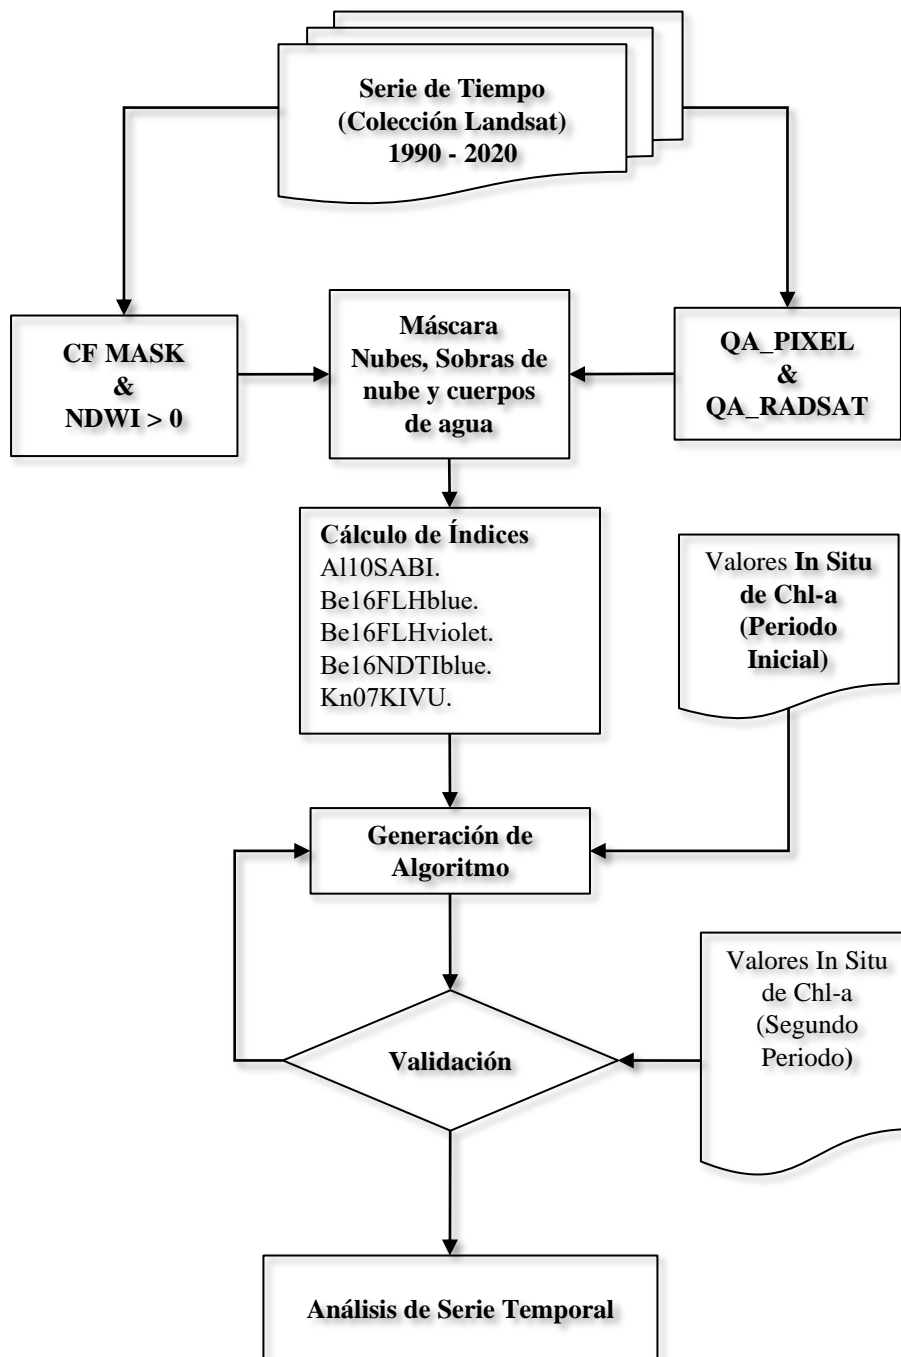 Serie de Tiempo
(Colección Landsat)
1990 - 2020
CF MASK
&
NDWI > 0
Máscara
Nubes, Sobras de
nube y cuerpos
de agua
QA_PIXEL
&
QA_RADSAT
Cálculo de Índices
Al10SABI.
Be16FLHblue.
Be16FLHviolet.
Be16NDTIblue.
Kn07KIVU.
Valores In Situ
de Chl-a
(Periodo
Inicial)
Generación de
Algoritmo
Validación
Valores In Situ
de Chl-a
(Segundo
Periodo)
Análisis de Serie Temporal